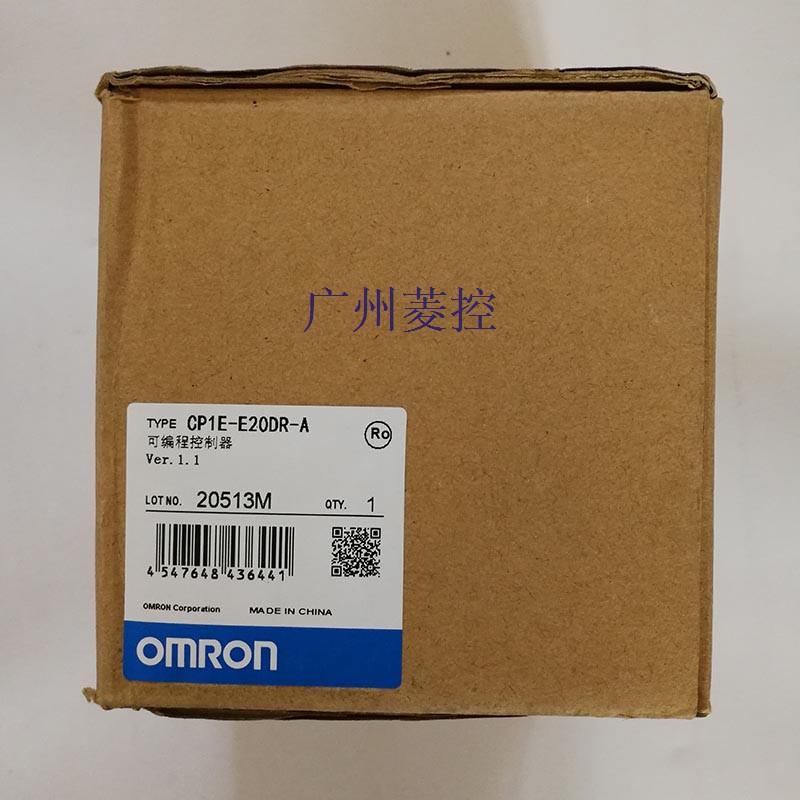 广州菱控
TYPE CP1E-E20DR-A
可编程控制器
Ro
Ver.1.1
LOT NO. 20513M QTY. 1
4 547648 436441
OMRON Corporation MADE IN CHINA
OMRON